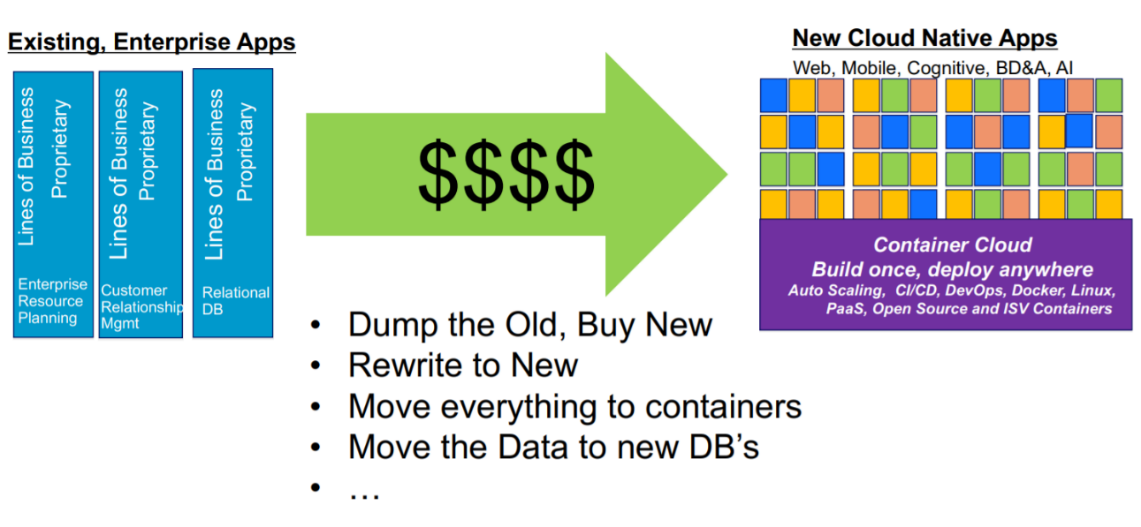 Existing, Enterprise Apps
Lines of Business
Proprietary
Enterprise
Resource
Planning
Lines of Business
Proprietary
Customer
Relationship
Mgmt
Lines of Business
Proprietary
Relational
DB
$$$$
• Dump the Old, Buy New
• Rewrite to New
• Move everything to containers
• Move the Data to new DB’s
• …
New Cloud Native Apps
Web, Mobile, Cognitive, BD&A, AI
Container Cloud
Build once, deploy anywhere
Auto Scaling, CI/CD, DevOps, Docker, Linux,
PaaS, Open Source and ISV Containers